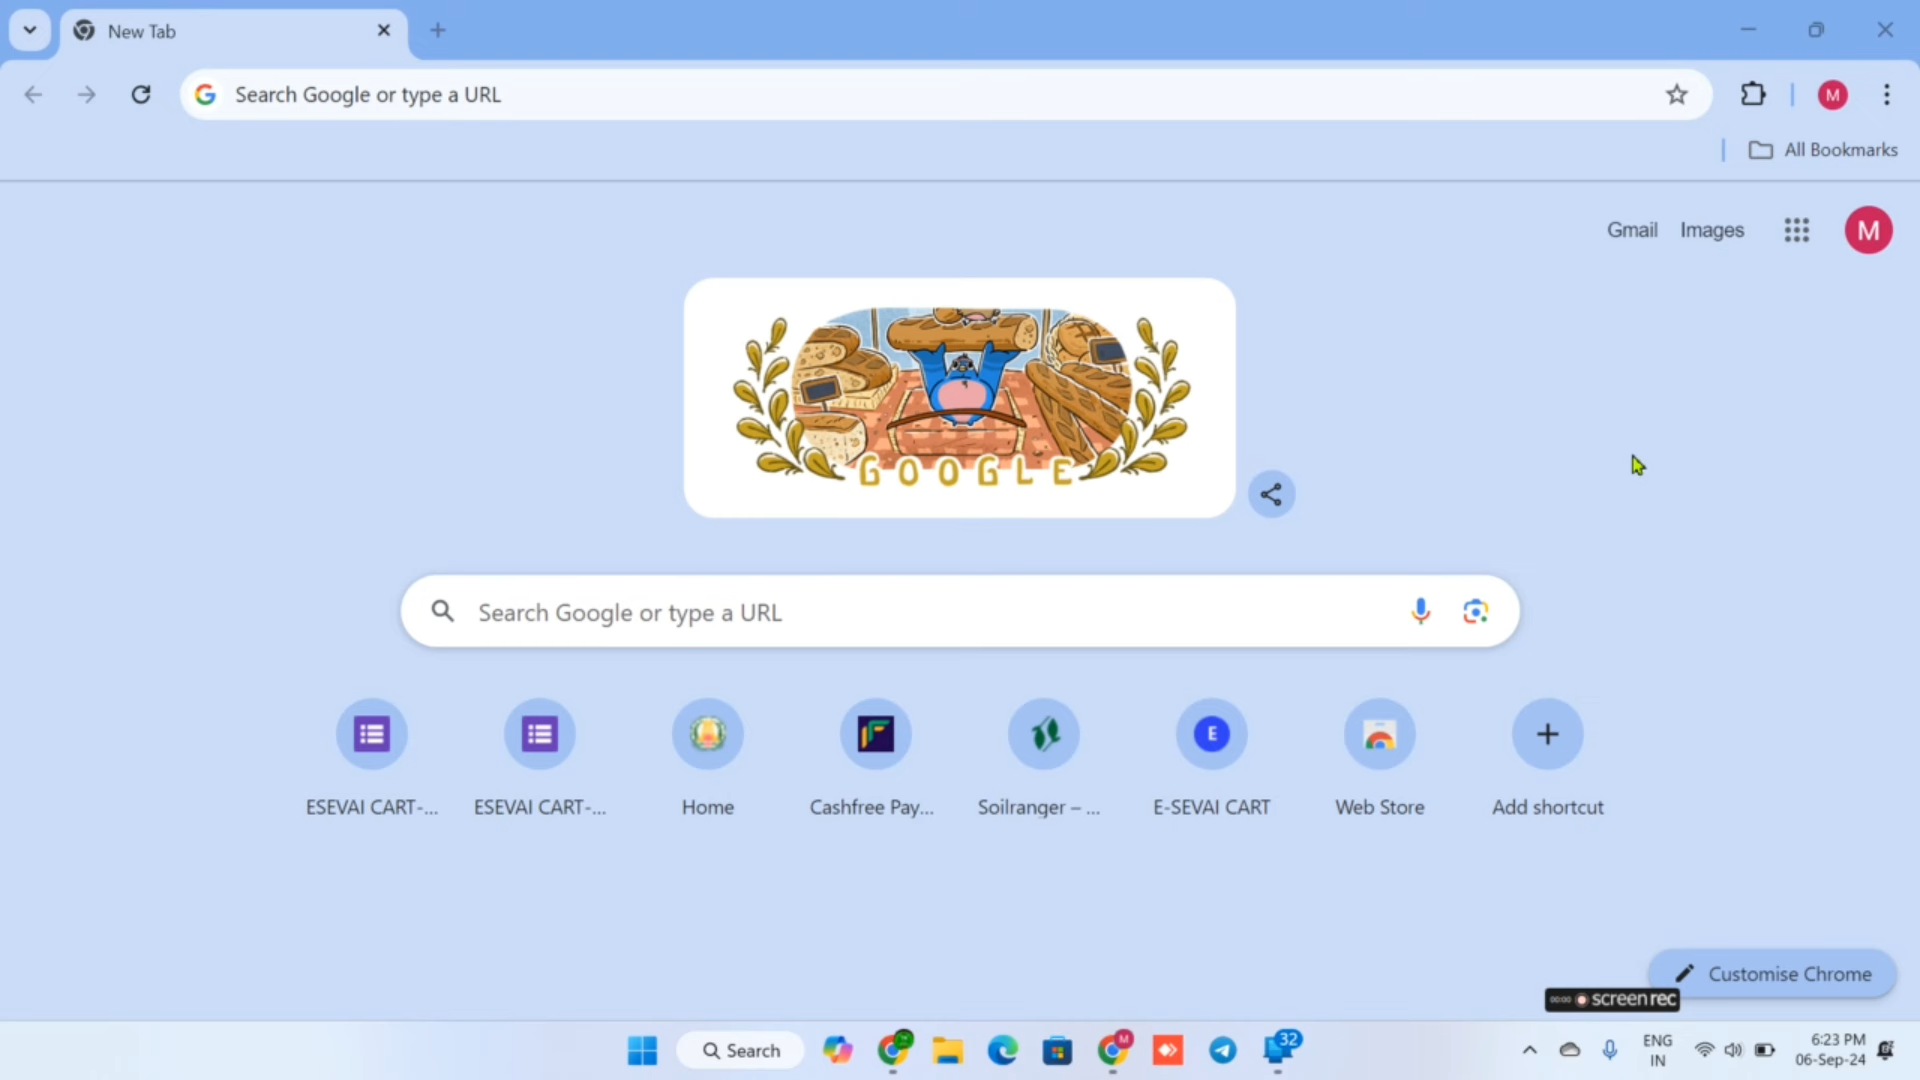 New Tab
Search Google or type a URL
M
All Bookmarks
Gmail Images
M
GOOGLE
Search Google or type a URL
E
ESEVAI CART-...
ESEVAI CART-...
Home
Cashfree Pay...
Soilranger – ...
E-SEVAI CART
Web Store
Add shortcut
Customise Chrome
00:00 screenrec
Search
M
32
ENG
IN
6:23 PM
06-Sep-24